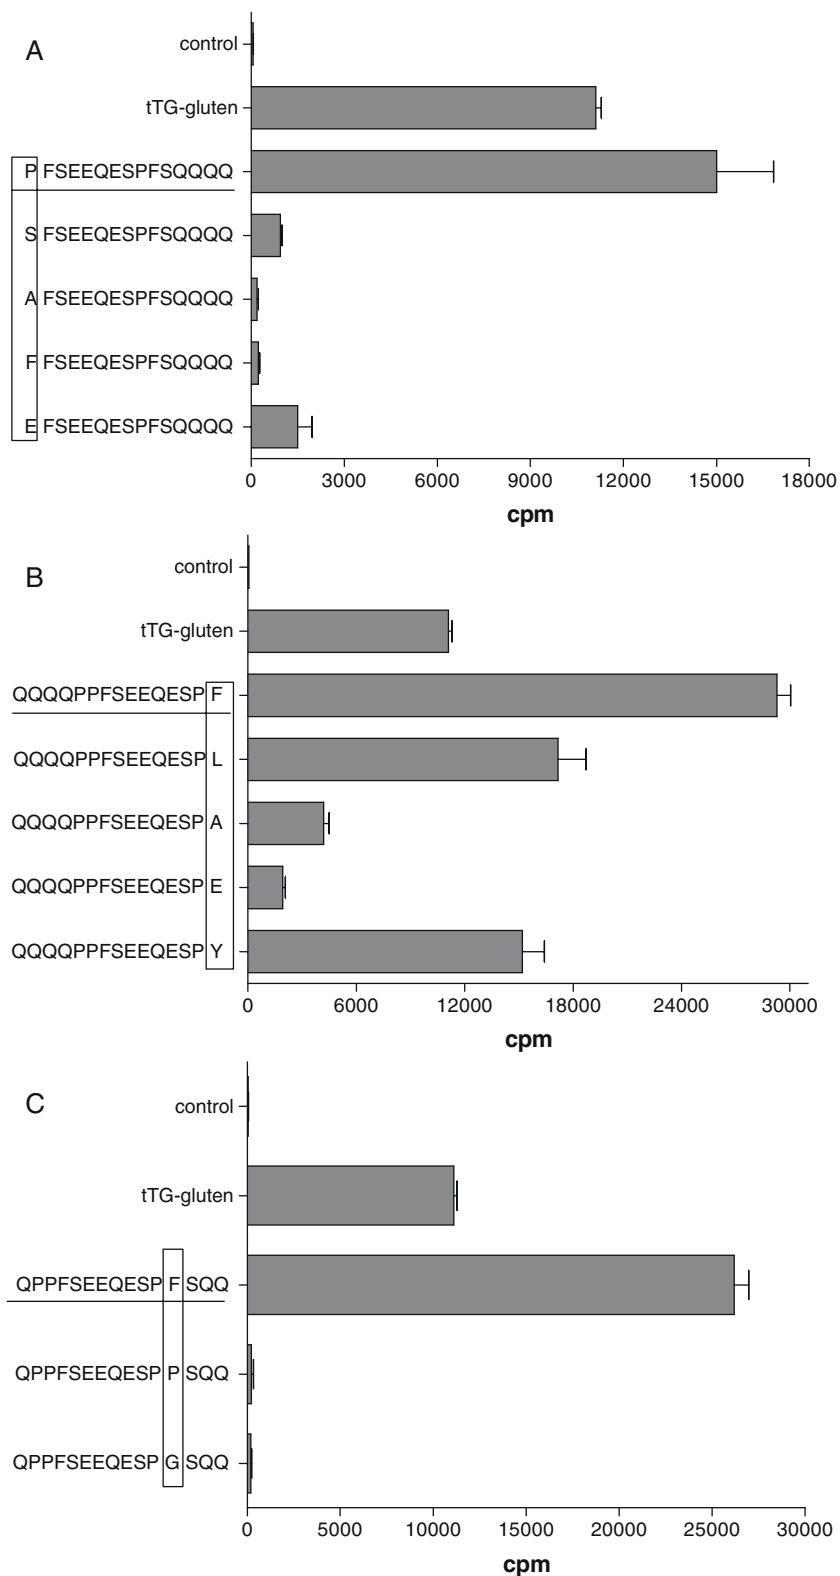 A
control
tTG-gluten
P FSEEQESPFSQQQQ
S FSEEQESPFSQQQQ
A FSEEQESPFSQQQQ
F FSEEQESPFSQQQQ
E FSEEQESPFSQQQQ
0 3000 6000 9000 12000 15000 18000
cpm
B
control
tTG-gluten
QQQQPPFSEEQESP F
QQQQPPFSEEQESP L
QQQQPPFSEEQESP A
QQQQPPFSEEQESP E
QQQQPPFSEEQESP Y
0 6000 12000 18000 24000 30000
cpm
C
control
tTG-gluten
QPPFSEEQESP F SQQ
QPPFSEEQESP P SQQ
QPPFSEEQESP G SQQ
0 5000 10000 15000 20000 25000 30000
cpm